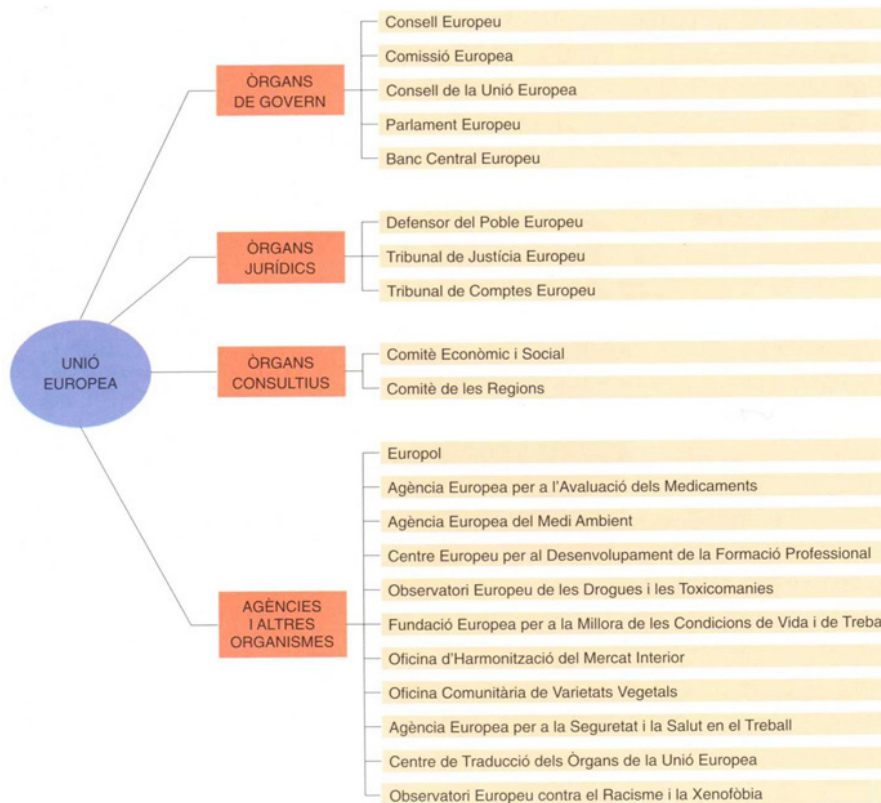 UNIÓ
EUROPEA
ÒRGANS
DE GOVERN
Consell Europeu
Comissió Europea
Consell de la Unió Europea
Parlament Europeu
Banc Central Europeu
ÒRGANS
JURÍDICS
Defensor del Poble Europeu
Tribunal de Justícia Europeu
Tribunal de Comptes Europeu
ÒRGANS
CONSULTIUS
Comitè Econòmic i Social
Comitè de les Regions
AGÈNCIES
I ALTRES
ORGANISMES
Europol
Agència Europea per a l'Avaluació dels Medicaments
Agència Europea del Medi Ambient
Centre Europeu per al Desenvolupament de la Formació Professional
Observatori Europeu de les Drogues i les Toxicomanies
Fundació Europea per a la Millora de les Condicions de Vida i de Treba
Oficina d'Harmonització del Mercat Interior
Oficina Comunitària de Varietats Vegetals
Agència Europea per a la Seguretat i la Salut en el Treball
Centre de Traducció dels Òrgans de la Unió Europea
Observatori Europeu contra el Racisme i la Xenofòbia